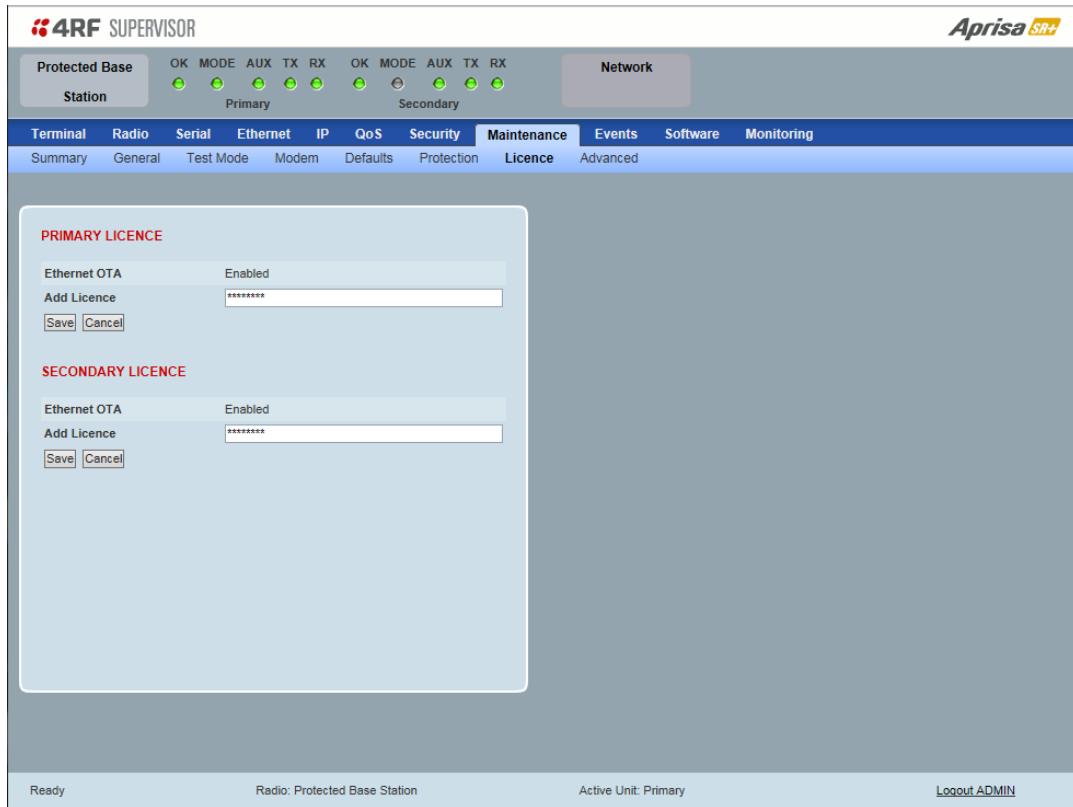 4RF SUPERVISOR
Aprisa SR+
Protected Base
Station
OK MODE AUX TX RX
Primary
OK MODE AUX TX RX
Secondary
Network
Terminal Radio Serial Ethernet IP QoS Security Maintenance Events Software Monitoring
Summary General Test Mode Modem Defaults Protection Licence Advanced
PRIMARY LICENCE
Ethernet OTA Enabled
Add Licence ********
Save Cancel
SECONDARY LICENCE
Ethernet OTA Enabled
Add Licence ********
Save Cancel
Ready Radio: Protected Base Station Active Unit: Primary Logout ADMIN